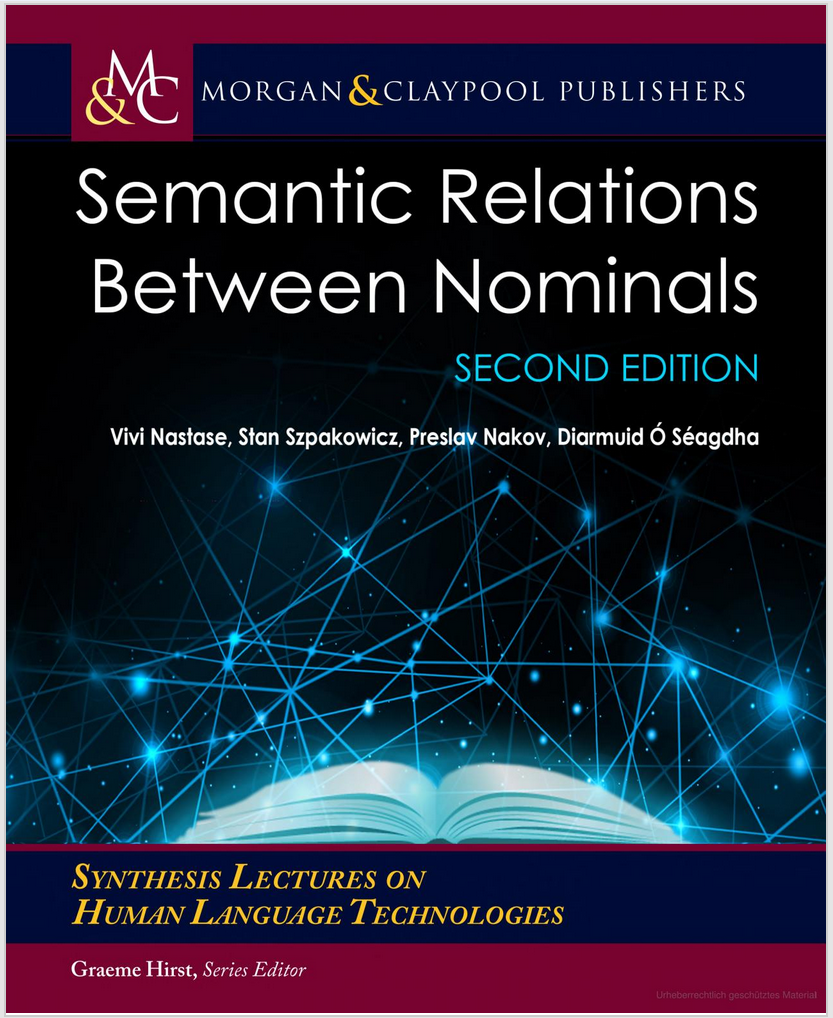 M&C MORGAN & CLAYPOOL PUBLISHERS
Semantic Relations
Between Nominals
SECOND EDITION
Vivi Nastase, Stan Szpakowicz, Preslav Nakov, Diarmuid Ó Séagdha
SYNTHESIS LECTURES ON
HUMAN LANGUAGE TECHNOLOGIES
Graeme Hirst, Series Editor
Urheberrechtlich geschütztes Material